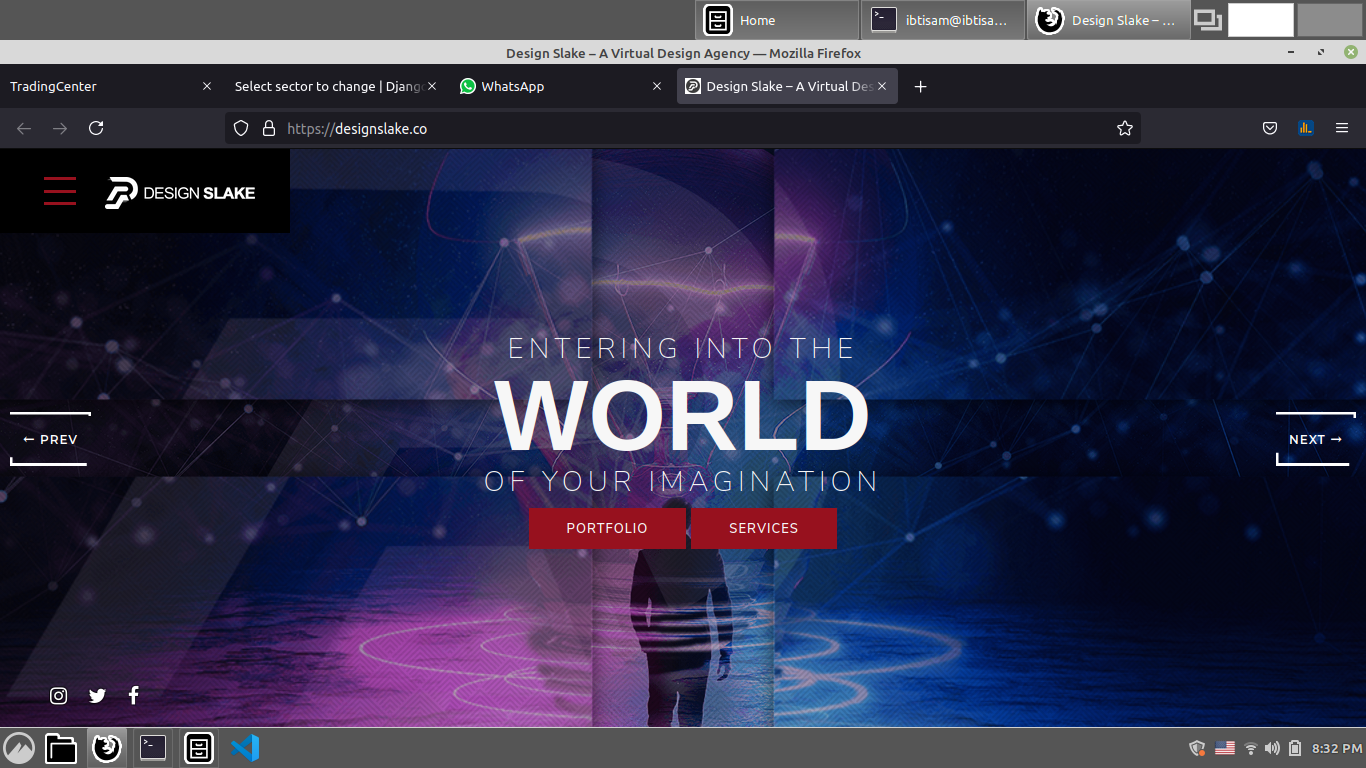 Home
ibtisam@ibtisa...
Design Slake – ...
Design Slake – A Virtual Design Agency — Mozilla Firefox
TradingCenter
Select sector to change | Djang
WhatsApp
Design Slake – A Virtual Des
https://designslake.co
DESIGN SLAKE
ENTERING INTO THE
WORLD
OF YOUR IMAGINATION
← PREV
NEXT →
PORTFOLIO
SERVICES
8:32 PM